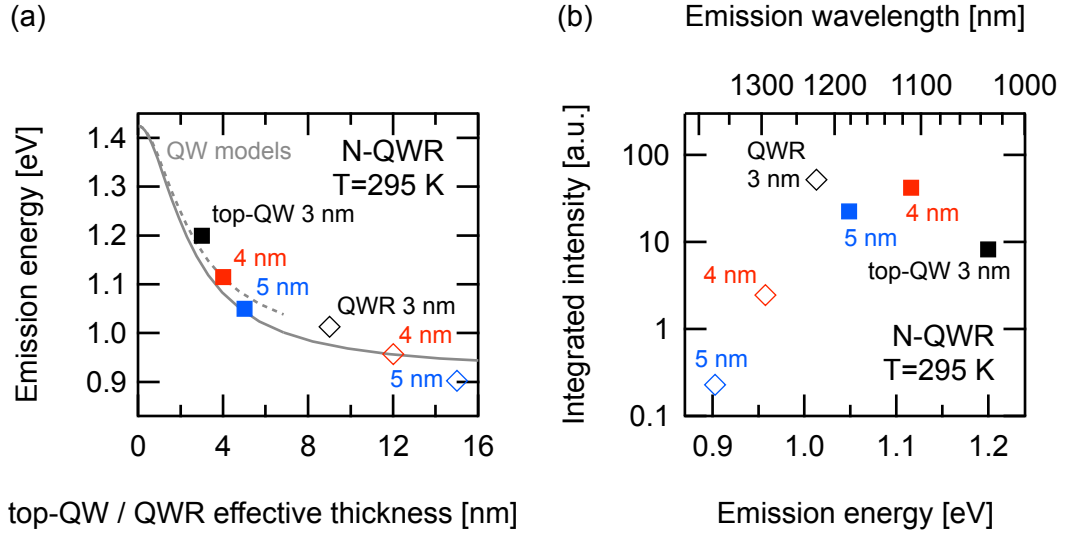 (a)
Emission energy [eV]
1.4
1.3
1.2
1.1
1.0
0.9
QW models
N-QWR
T=295 K
top-QW 3 nm
4 nm
5 nm
QWR 3 nm
4 nm
5 nm
0
4
8
12
16
top-QW / QWR effective thickness [nm]
(b)
Emission wavelength [nm]
1300
1200
1100
1000
Integrated intensity [a.u.]
100
10
1
0.1
QWR
3 nm
5 nm
4 nm
top-QW 3 nm
4 nm
5 nm
N-QWR
T=295 K
0.9
1.0
1.1
1.2
Emission energy [eV]